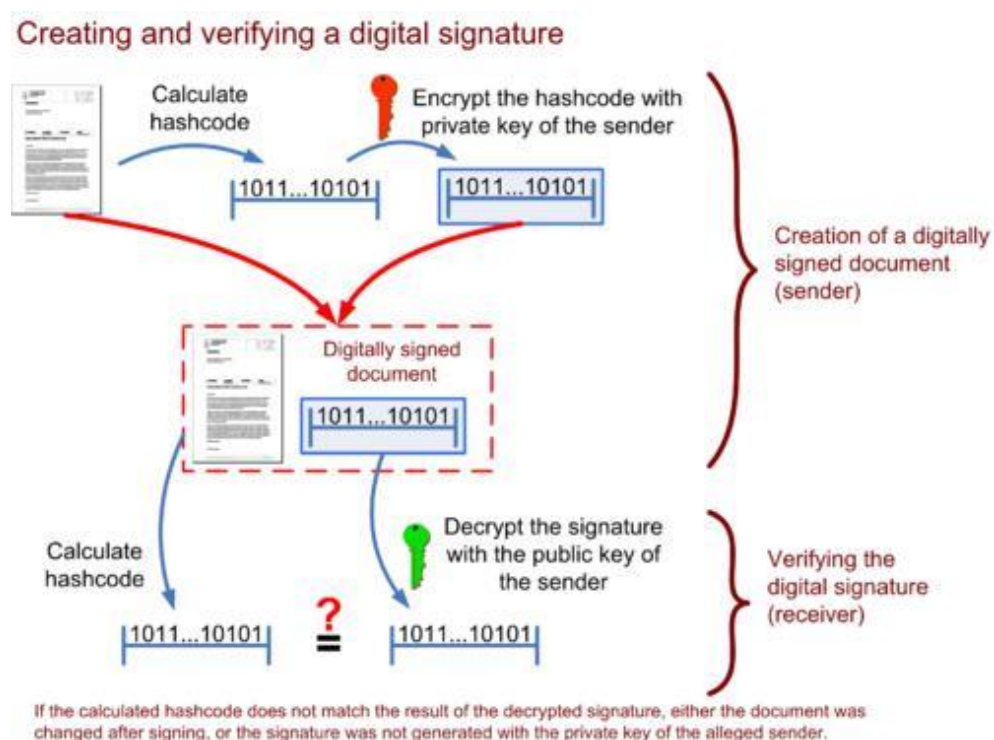 Creating and verifying a digital signature
Calculate
hashcode
Encrypt the hashcode with
private key of the sender
1011...10101
1011...10101
Creation of a digitally
signed document
(sender)
Digitally signed
document
1011...10101
Calculate
hashcode
Decrypt the signature
with the public key of
the sender
Verifying the
digital signature
(receiver)
1011...10101
?
=
1011...10101
If the calculated hashcode does not match the result of the decrypted signature, either the document was
changed after signing, or the signature was not generated with the private key of the alleged sender.